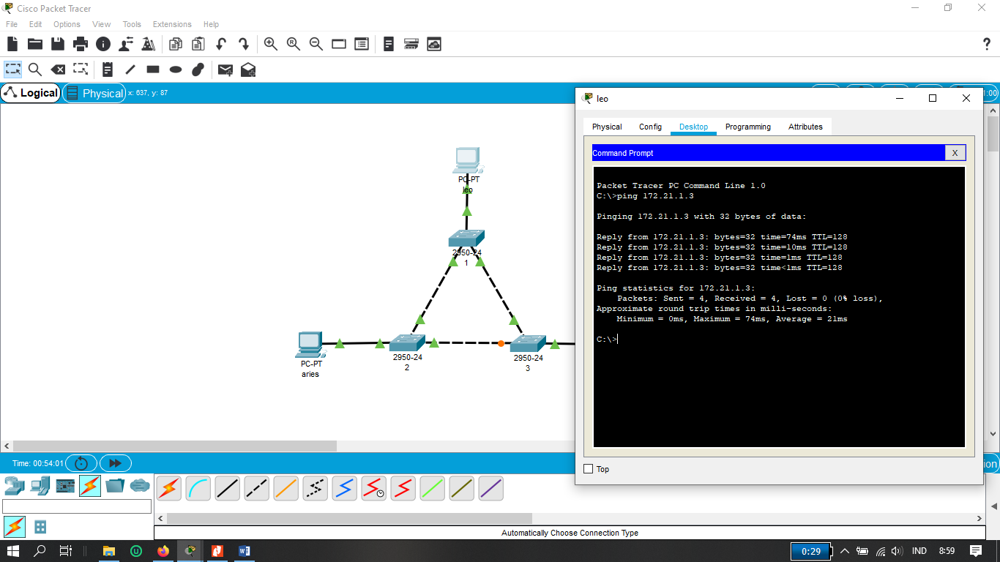 Cisco Packet Tracer
File Edit Options View Tools Extensions Help
Logical
Physical
x: 637, y: 87
PC-PT
leo
2950-24
1
PC-PT
aries
2950-24
2
2950-24
3
leo
Physical Config Desktop Programming Attributes
Command Prompt
X
Packet Tracer PC Command Line 1.0
C:\>ping 172.21.1.3
Pinging 172.21.1.3 with 32 bytes of data:
Reply from 172.21.1.3: bytes=32 time=74ms TTL=128
Reply from 172.21.1.3: bytes=32 time=10ms TTL=128
Reply from 172.21.1.3: bytes=32 time=1ms TTL=128
Reply from 172.21.1.3: bytes=32 time<1ms TTL=128
Ping statistics for 172.21.1.3:
Packets: Sent = 4, Received = 4, Lost = 0 (0% loss),
Approximate round trip times in milli-seconds:
Minimum = 0ms, Maximum = 74ms, Average = 21ms
C:\>
Top
Time: 00:54:01
Automatically Choose Connection Type
0:29
IND
8:59